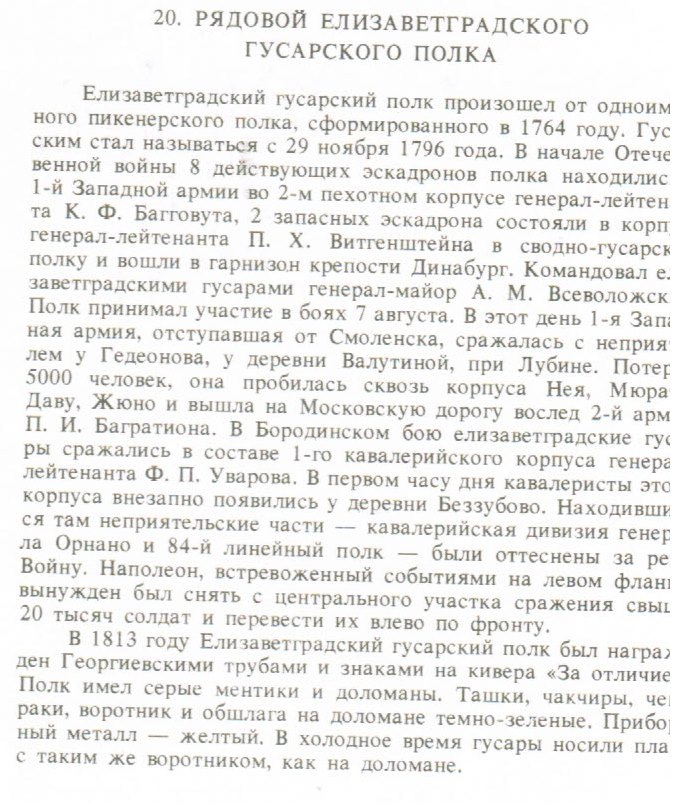 20. РЯДОВОЙ ЕЛИЗАВЕТГРАДСКОГО
ГУСАРСКОГО ПОЛКА
Елизаветградский гусарский полк произошел от одноим
ного пикенерского полка, сформированного в 1764 году. Гус
ским стал называться с 29 ноября 1796 года. В начале Отече
венной войны 8 действующих эскадронов полка находилис
1-й Западной армии во 2-м пехотном корпусе генерал-лейтен
та К. Ф. Багговута, 2 запасных эскадрона состояли в корп
генерал-лейтенанта П. Х. Витгенштейна в сводно-гусарск
полку и вошли в гарнизон крепости Динабург. Командовал ел
заветградскими гусарами генерал-майор А. М. Всеволожск
Полк принимал участие в боях 7 августа. В этот день 1-я Запа
ная армия, отступавшая от Смоленска, сражалась с неприя
лем у Гедеонова, у деревни Валутиной, при Лубине. Потер
5000 человек, она пробилась сквозь корпуса Нея, Мюра
Даву, Жюно и вышла на Московскую дорогу вослед 2-й арм
П. И. Багратиона. В Бородинском бою елизаветградские гус
ры сражались в составе 1-го кавалерийского корпуса генера
лейтенанта Ф. П. Уварова. В первом часу дня кавалеристы это
корпуса внезапно появились у деревни Беззубово. Находивши
ся там неприятельские части — кавалерийская дивизия генер
ла Орнано и 84-й линейный полк — были оттеснены за ре
Войну. Наполеон, встревоженный событиями на левом флан
вынужден был снять с центрального участка сражения свыш
20 тысяч солдат и перевести их влево по фронту.
В 1813 году Елизаветградский гусарский полк был награж
ден Георгиевскими трубами и знаками на кивера «За отличие
Полк имел серые ментики и доломаны. Ташки, чакчиры, че
раки, воротник и обшлага на доломане темно-зеленые. Прибор
ный металл — желтый. В холодное время гусары носили пла
с таким же воротником, как на доломане.